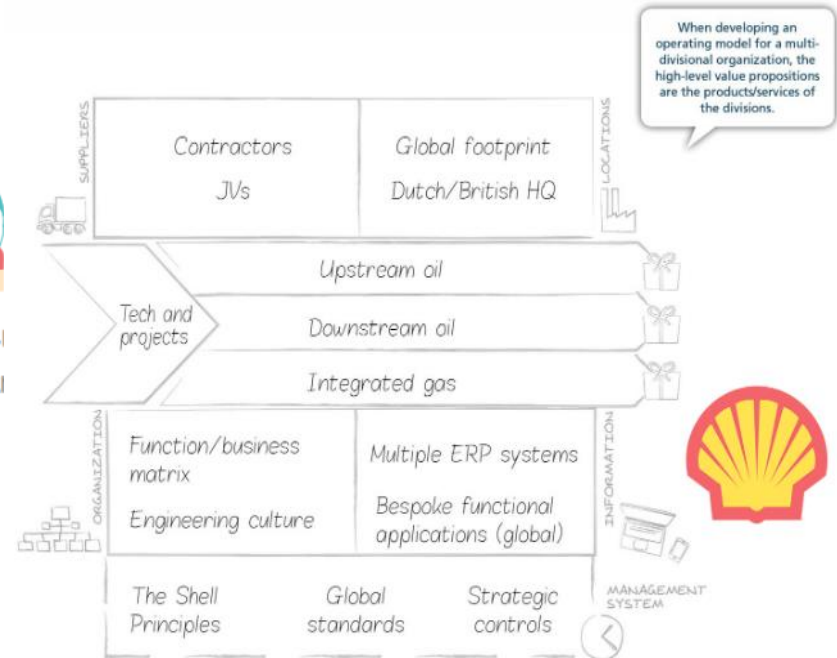 When developing an
operating model for a multi-
divisional organization, the
high-level value propositions
are the products/services of
the divisions.
SUPPLIERS
Contractors
JVs
Global footprint
Dutch/British HQ
LOCATIONS
Tech and
projects
Upstream oil
Downstream oil
Integrated gas
ORGANIZATION
Function/business
matrix
Engineering culture
Multiple ERP systems
Bespoke functional
applications (global)
INFORMATION
The Shell
Principles
Global
standards
Strategic
controls
MANAGEMENT
SYSTEM